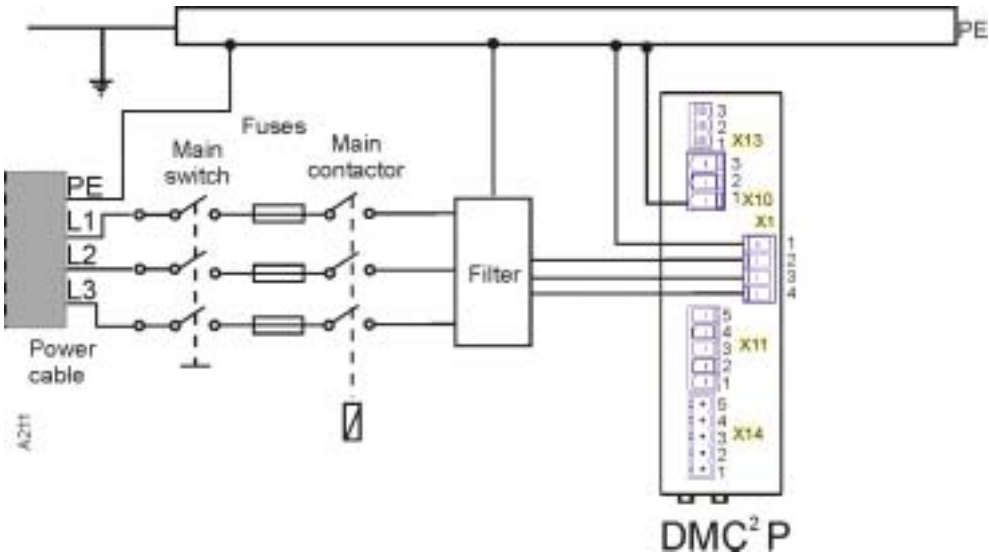 PE
Fuses
Main
switch
Main
contactor
PE
L1
L2
L3
Power
cable
Filter
3
2
1
X13
3
2
1
X10
X1
1
2
3
4
5
4
3
2
1
X11
5
4
3
2
1
X14
A211
DMC² P